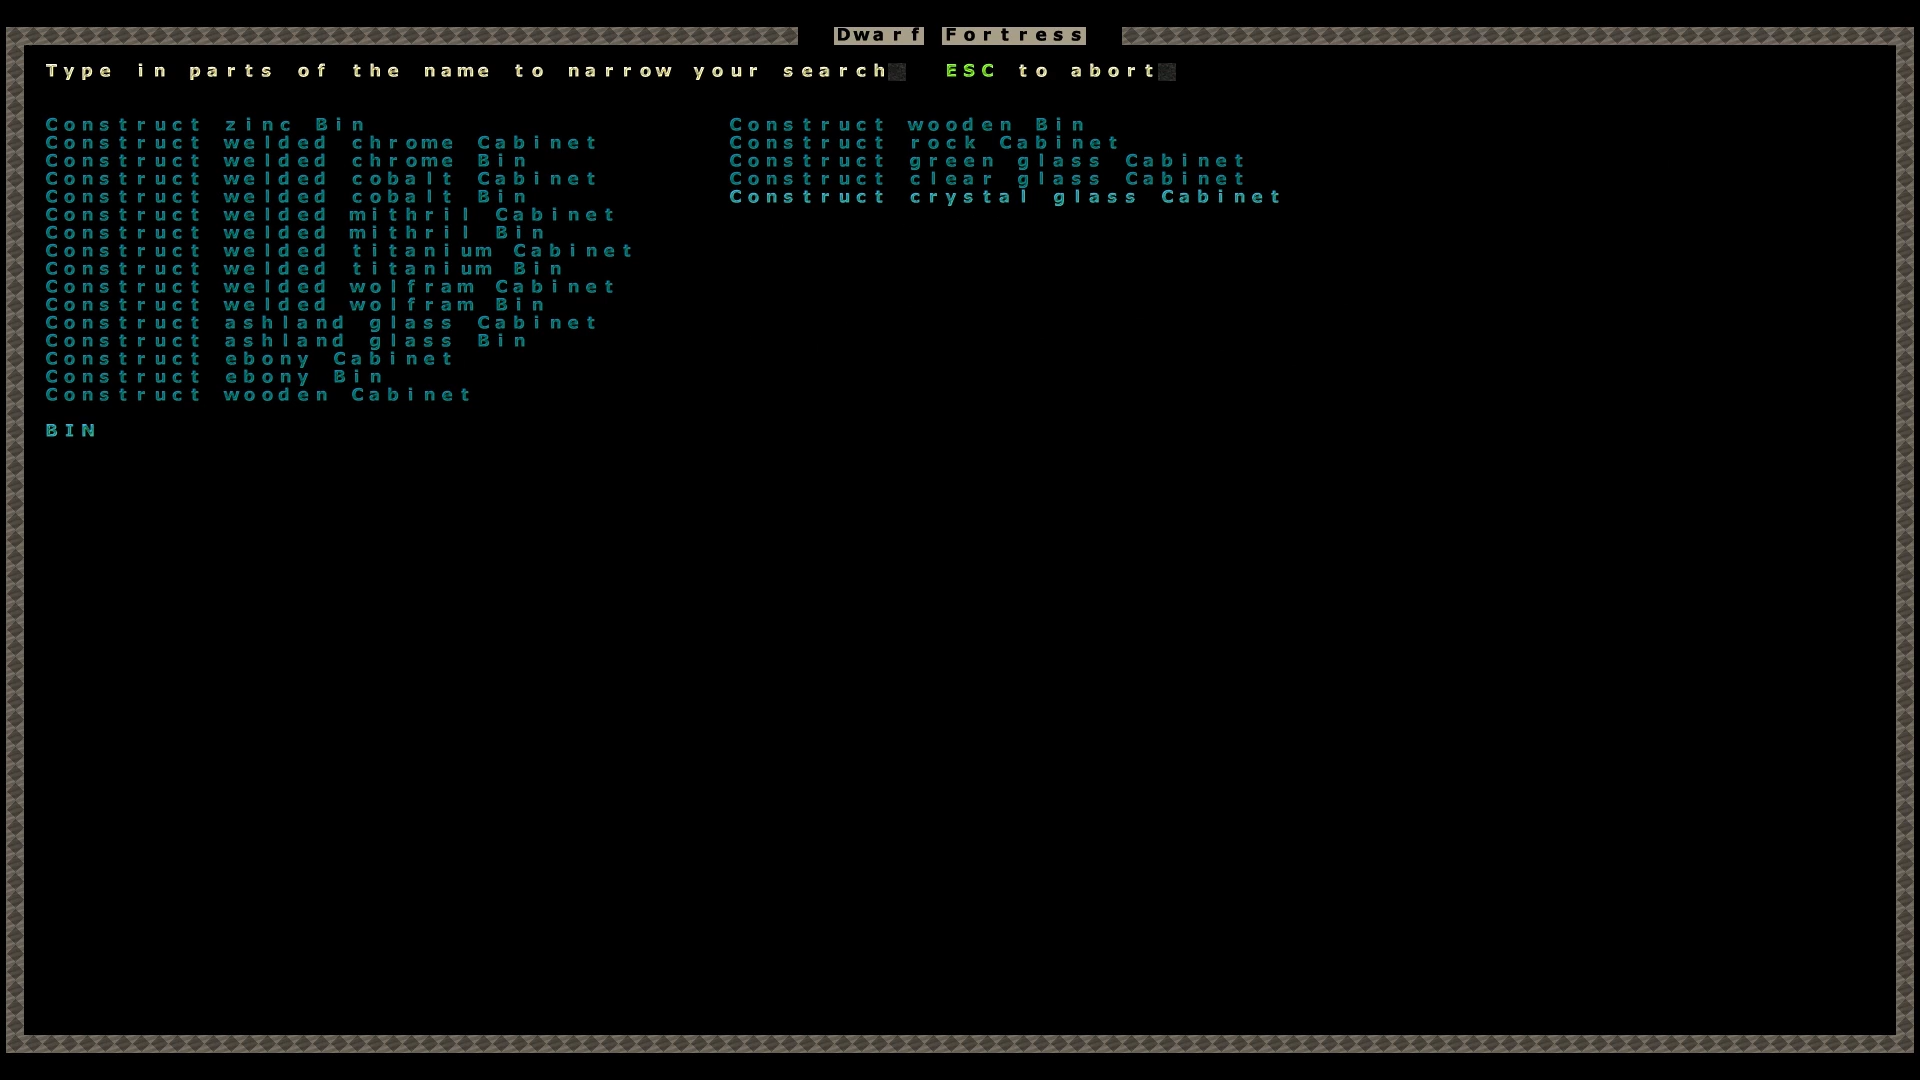 Dwarf Fortress
Type in parts of the name to narrow your search ESC to abort
Construct zinc Bin
Construct welded chrome Cabinet
Construct welded chrome Bin
Construct welded cobalt Cabinet
Construct welded cobalt Bin
Construct welded mithril Cabinet
Construct welded mithril Bin
Construct welded titanium Cabinet
Construct welded titanium Bin
Construct welded wolfram Cabinet
Construct welded wolfram Bin
Construct ashland glass Cabinet
Construct ashland glass Bin
Construct ebony Cabinet
Construct ebony Bin
Construct wooden Cabinet
Construct wooden Bin
Construct rock Cabinet
Construct green glass Cabinet
Construct clear glass Cabinet
Construct crystal glass Cabinet
BIN